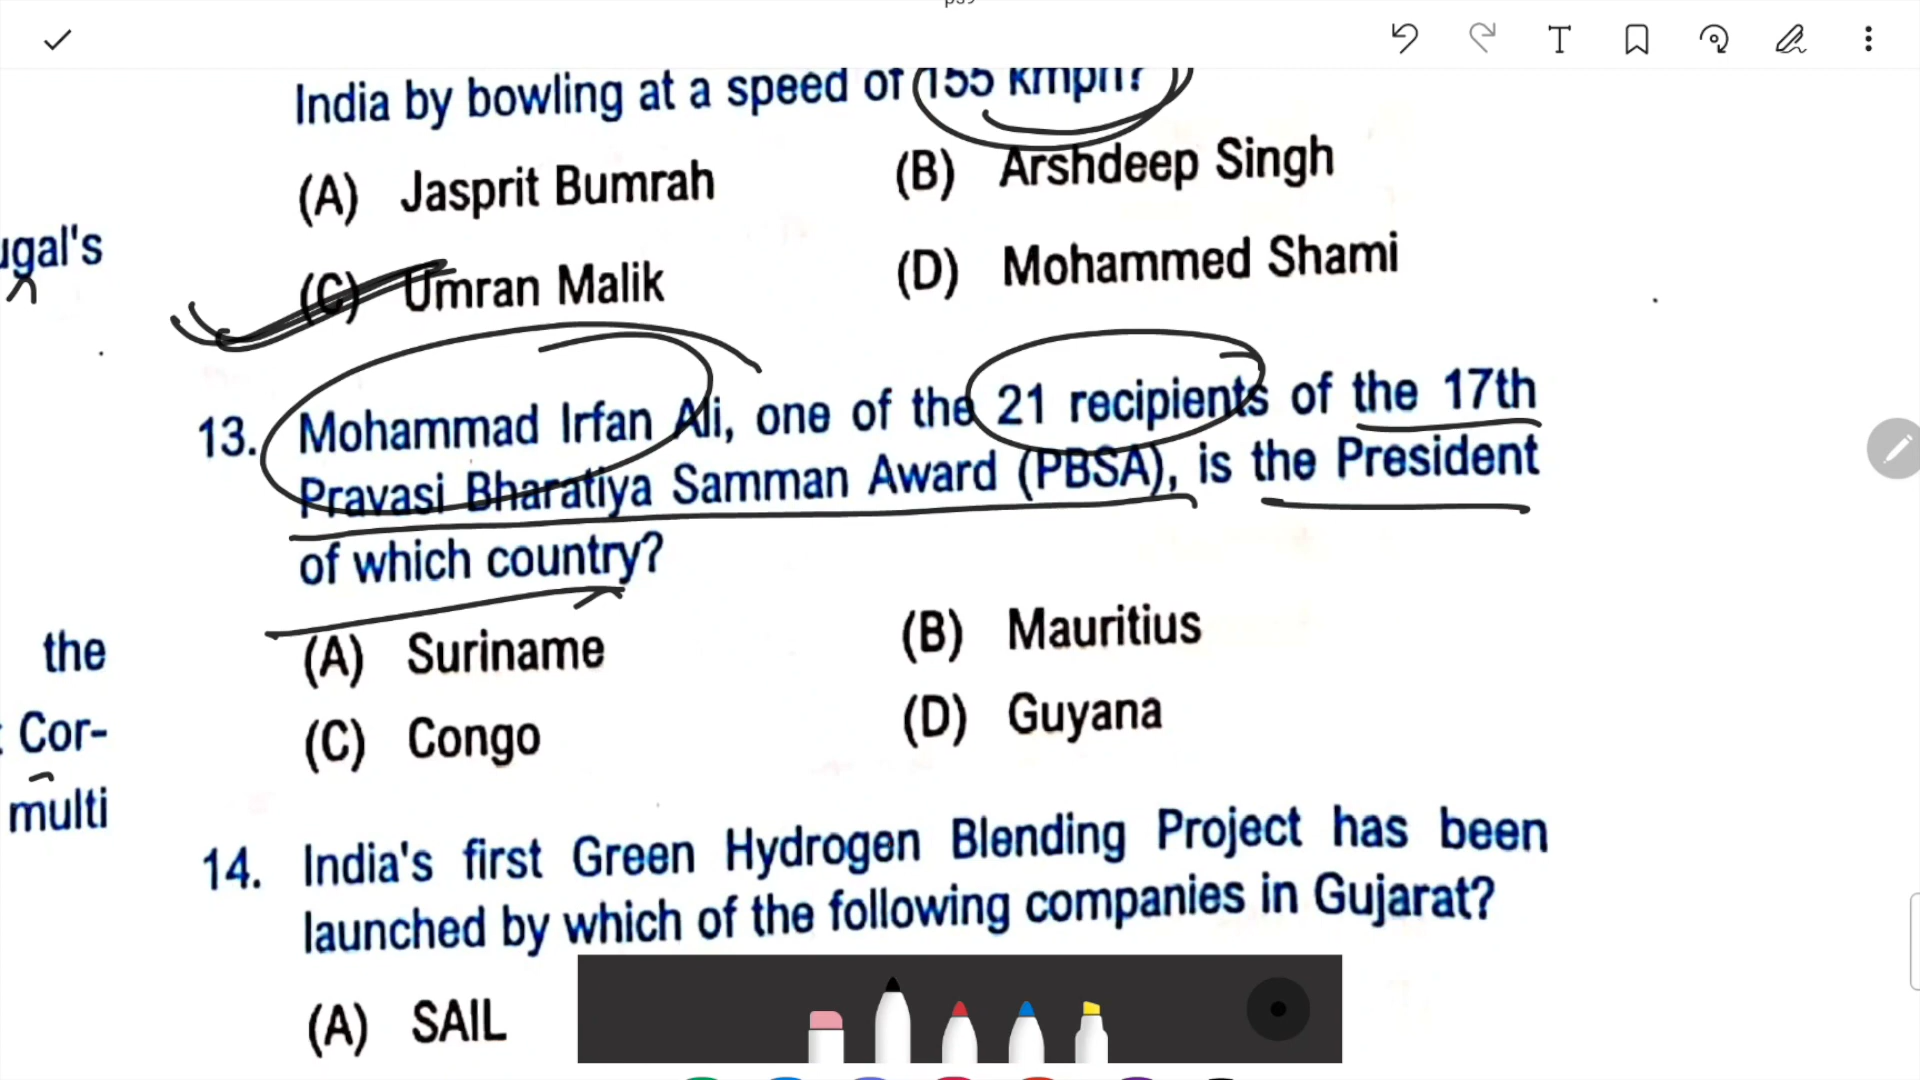 India by bowling at a speed of 155 kmph?
(A) Jasprit Bumrah (B) Arshdeep Singh
ugal's
(C) Umran Malik (D) Mohammed Shami
13. Mohammad Irfan Ali, one of the 21 recipients of the 17th
Pravasi Bharatiya Samman Award (PBSA), is the President
of which country?
the
(A) Suriname (B) Mauritius
Cor-
(C) Congo (D) Guyana
multi
14. India's first Green Hydrogen Blending Project has been
launched by which of the following companies in Gujarat?
(A) SAIL